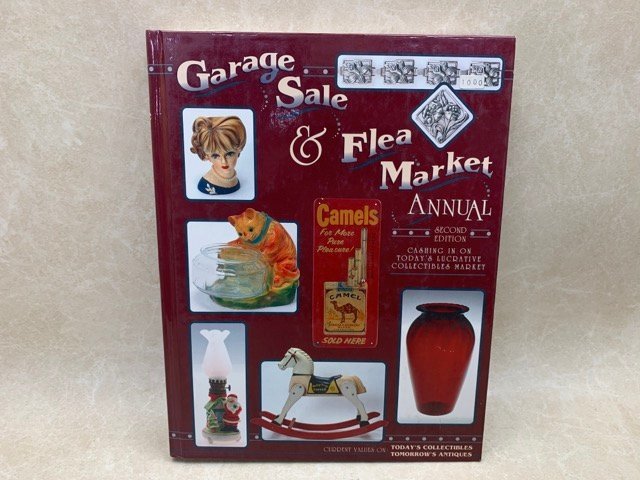 Garage
Sale
& Flea
Market
ANNUAL
SECOND
EDITION
CASHING IN ON
TODAY'S LUCRATIVE
COLLECTIBLES MARKET
Camels
For More
Pure
Pleasure!
CAMEL
SOLD HERE
CURRENT VALUES ON TODAY'S COLLECTIBLES
TOMORROW'S ANTIQUES